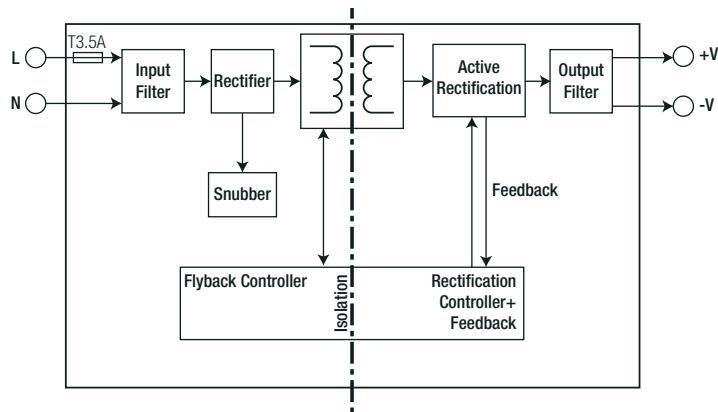 T3.5A
L
N
Input
Filter
Rectifier
Active
Rectification
Output
Filter
+V
-V
Snubber
Feedback
Flyback Controller
Isolation
Rectification
Controller+
Feedback